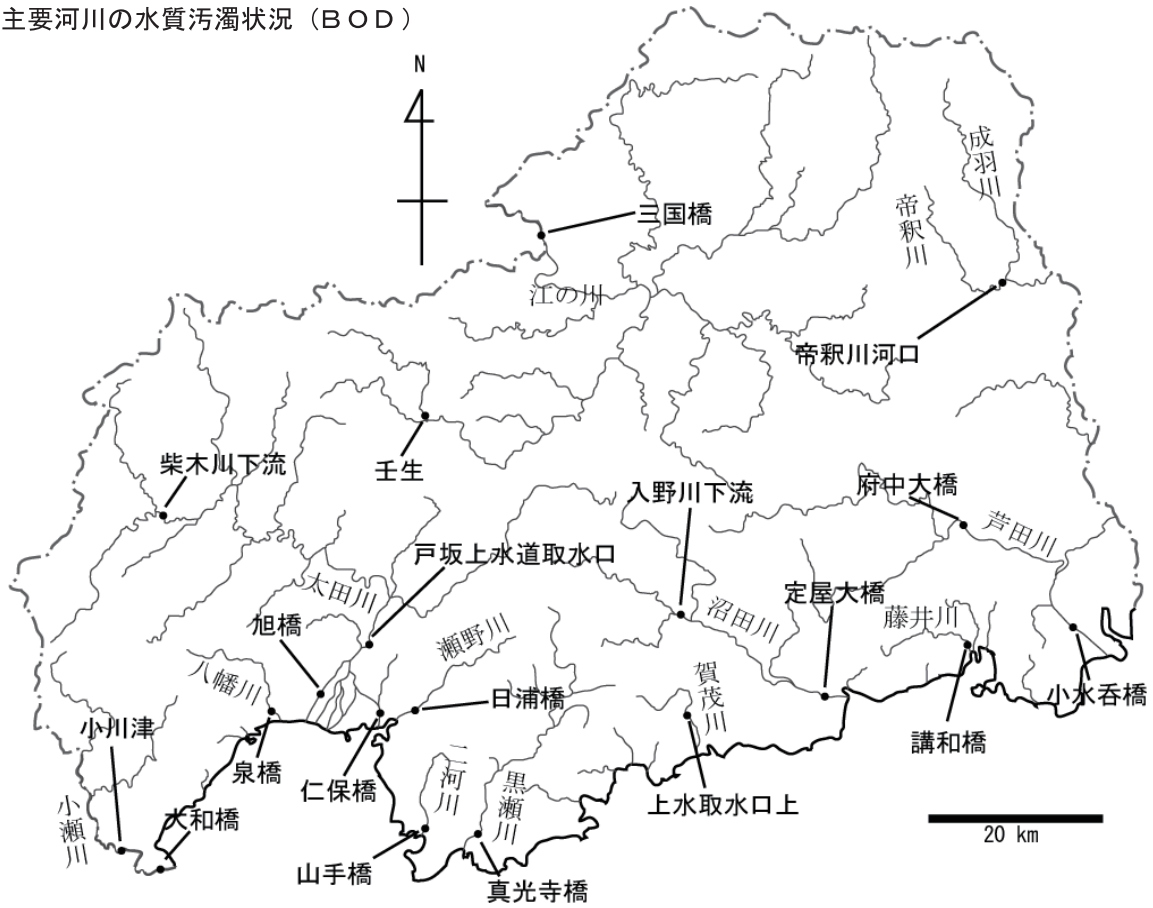 主要河川の水質汚濁状況（ＢＯＤ）
N
成羽川
帝釈川
三国橋
江の川
帝釈川河口
柴木川下流
壬生
入野川下流
府中大橋
芦田川
戸坂上水道取水口
太田川
定屋大橋
沼田川
藤井川
旭橋
瀬野川
八幡川
賀茂川
日浦橋
小水呑橋
小川津
講和橋
泉橋
仁保橋
二河川
黒瀬川
上水取水口上
小瀬川
大和橋
20 km
山手橋
真光寺橋